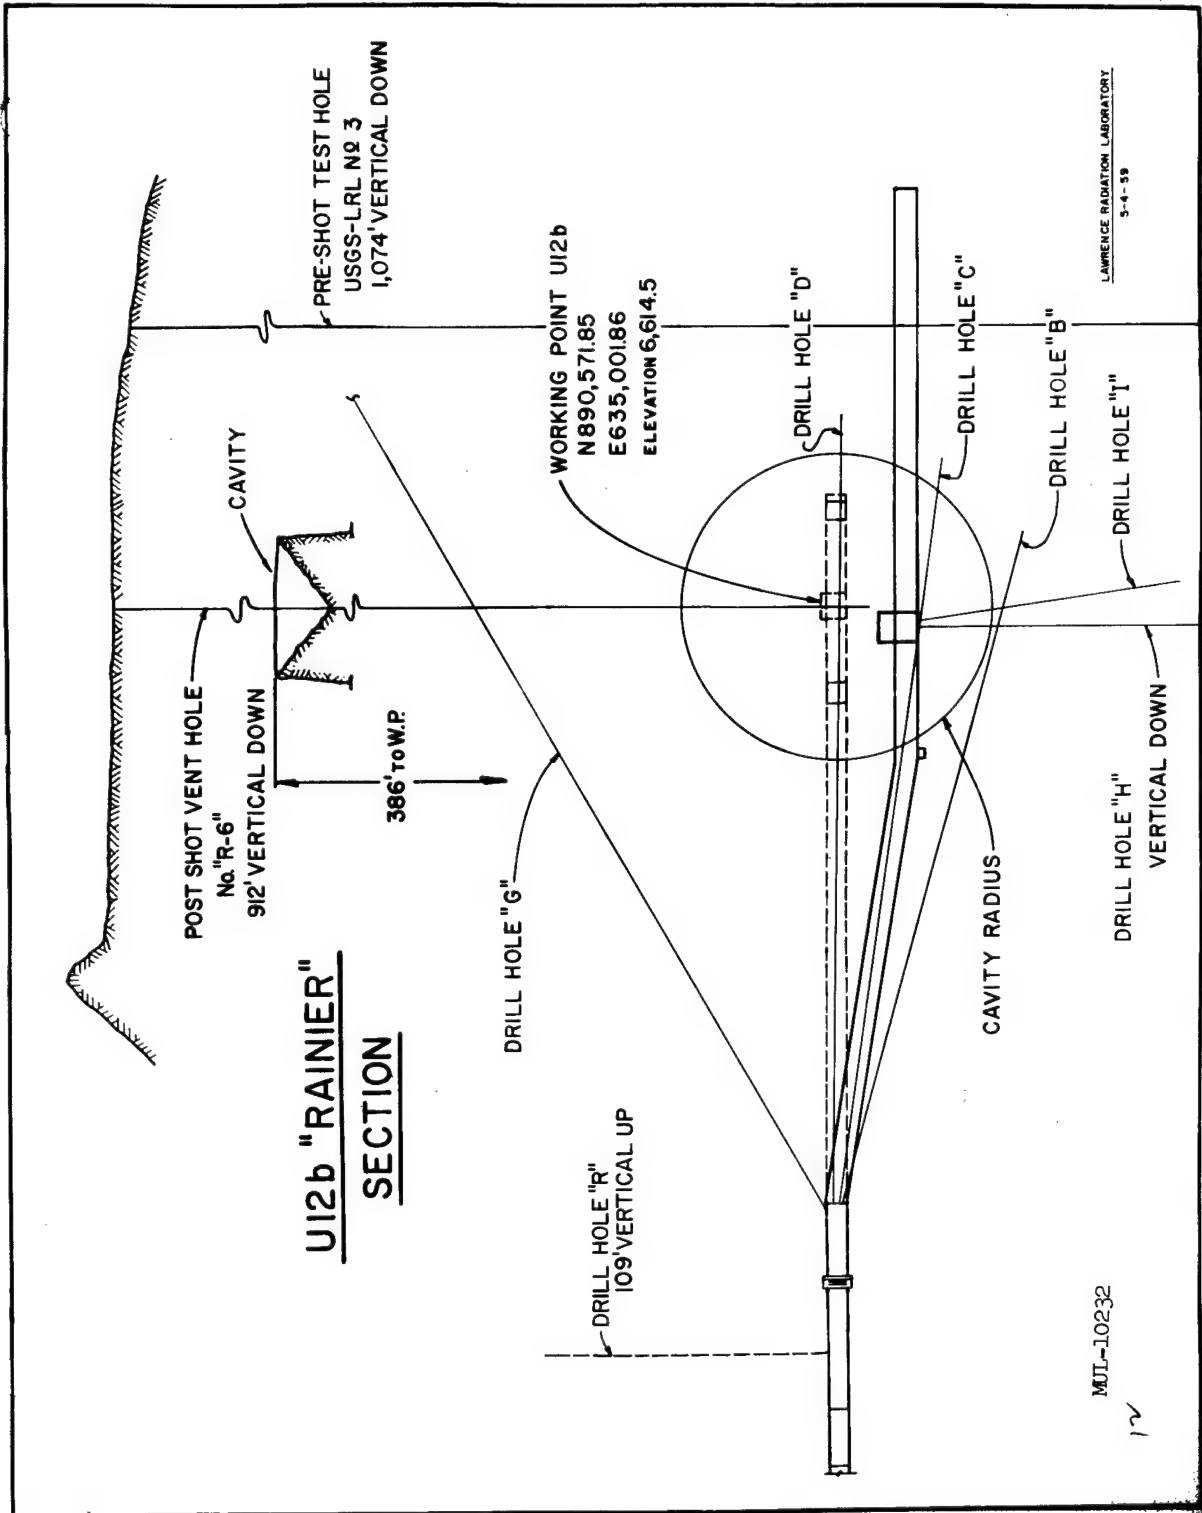 PRE-SHOT TEST HOLE
USGS-LRL No 3
1,074' VERTICAL DOWN
CAVITY
POST SHOT VENT HOLE
No. "R-6"
912' VERTICAL DOWN
386' TO W.P.
WORKING POINT U12b
N890,571.85
E635,001.86
ELEVATION 6,614.5
U12b "RAINIER"
SECTION
DRILL HOLE "G"
DRILL HOLE "R"
109' VERTICAL UP
DRILL HOLE "D"
DRILL HOLE "C"
DRILL HOLE "B"
DRILL HOLE "I"
CAVITY RADIUS
DRILL HOLE "H"
VERTICAL DOWN
LAWRENCE RADIATION LABORATORY
5-4-59
MUL-10232
12